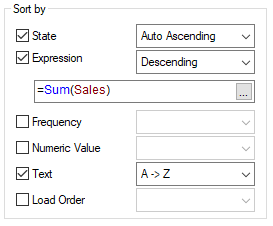 Sort by
State Auto Ascending
Expression Descending
=Sum(Sales) ...
Frequency
Numeric Value
Text A -> Z
Load Order